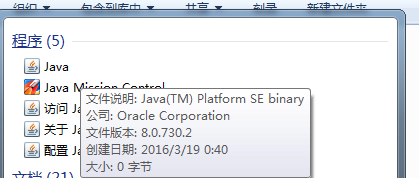 组织 包含到库中 共享 刻录 新建文件夹
程序 (5)
Java
Java Mission Control
访问 Ja
关于 Ja
配置 Ja
文件说明: Java(TM) Platform SE binary
公司: Oracle Corporation
文件版本: 8.0.730.2
创建日期: 2016/3/19 0:40
大小: 0 字节
文档 (21)